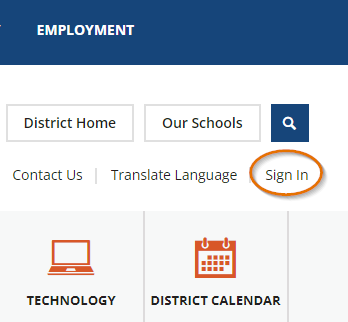 EMPLOYMENT
District Home Our Schools
Contact Us Translate Language Sign In
TECHNOLOGY DISTRICT CALENDAR